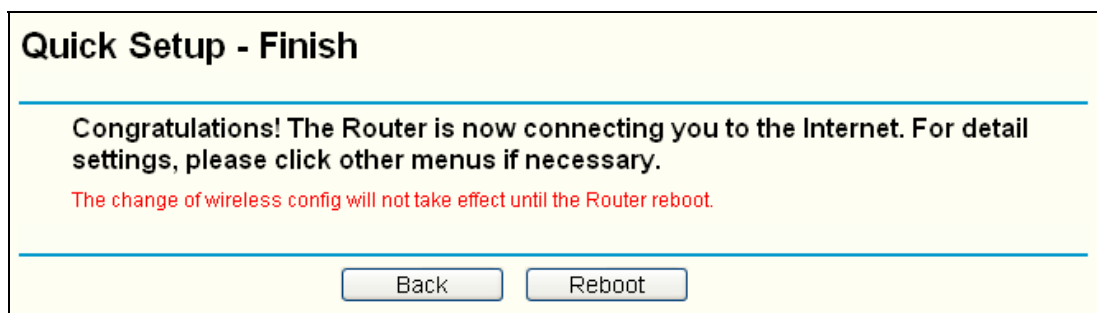 Quick Setup - Finish
Congratulations! The Router is now connecting you to the Internet. For detail
settings, please click other menus if necessary.
The change of wireless config will not take effect until the Router reboot.
Back
Reboot